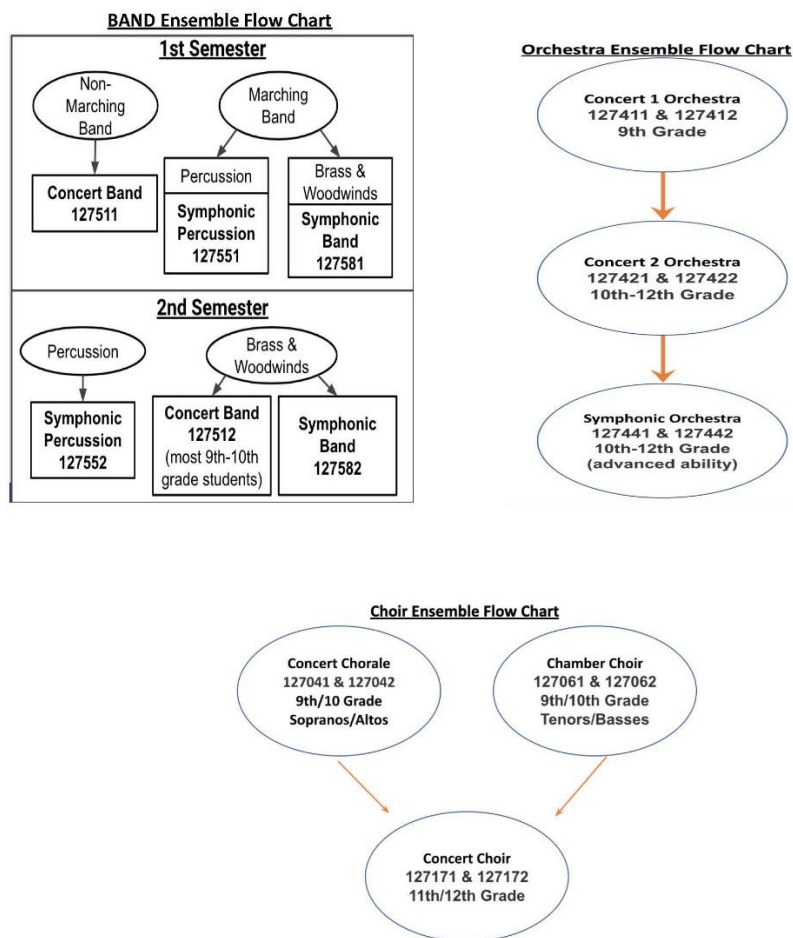 BAND Ensemble Flow Chart
1st Semester
Non-
Marching
Band
Marching
Band
Concert Band
127511
Percussion
Symphonic
Percussion
127551
Brass &
Woodwinds
Symphonic
Band
127581
2nd Semester
Percussion
Brass &
Woodwinds
Symphonic
Percussion
127552
Concert Band
127512
(most 9th-10th
grade students)
Symphonic
Band
127582
Orchestra Ensemble Flow Chart
Concert 1 Orchestra
127411 & 127412
9th Grade
Concert 2 Orchestra
127421 & 127422
10th-12th Grade
Symphonic Orchestra
127441 & 127442
10th-12th Grade
(advanced ability)
Choir Ensemble Flow Chart
Concert Chorale
127041 & 127042
9th/10 Grade
Sopranos/Altos
Chamber Choir
127061 & 127062
9th/10th Grade
Tenors/Basses
Concert Choir
127171 & 127172
11th/12th Grade